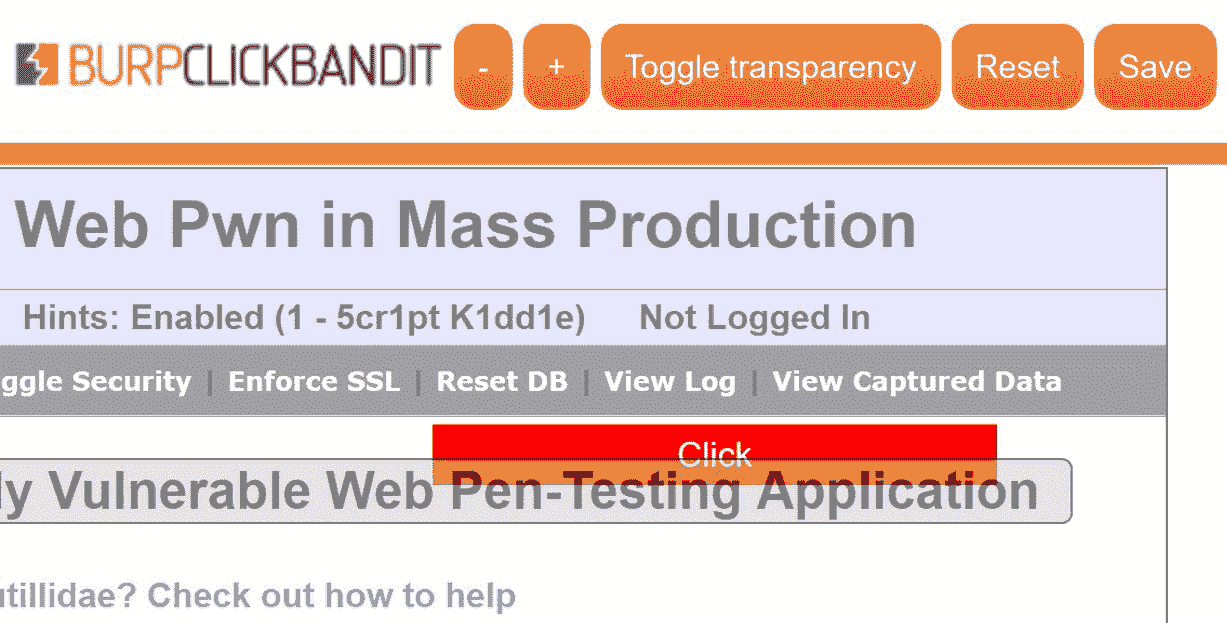 BURPCLICKBANDIT - + Toggle transparency Reset Save
Web Pwn in Mass Production
Hints: Enabled (1 - 5cr1pt K1dd1e) Not Logged In
ggle Security | Enforce SSL | Reset DB | View Log | View Captured Data
Click
ly Vulnerable Web Pen-Testing Application
utillidae? Check out how to help